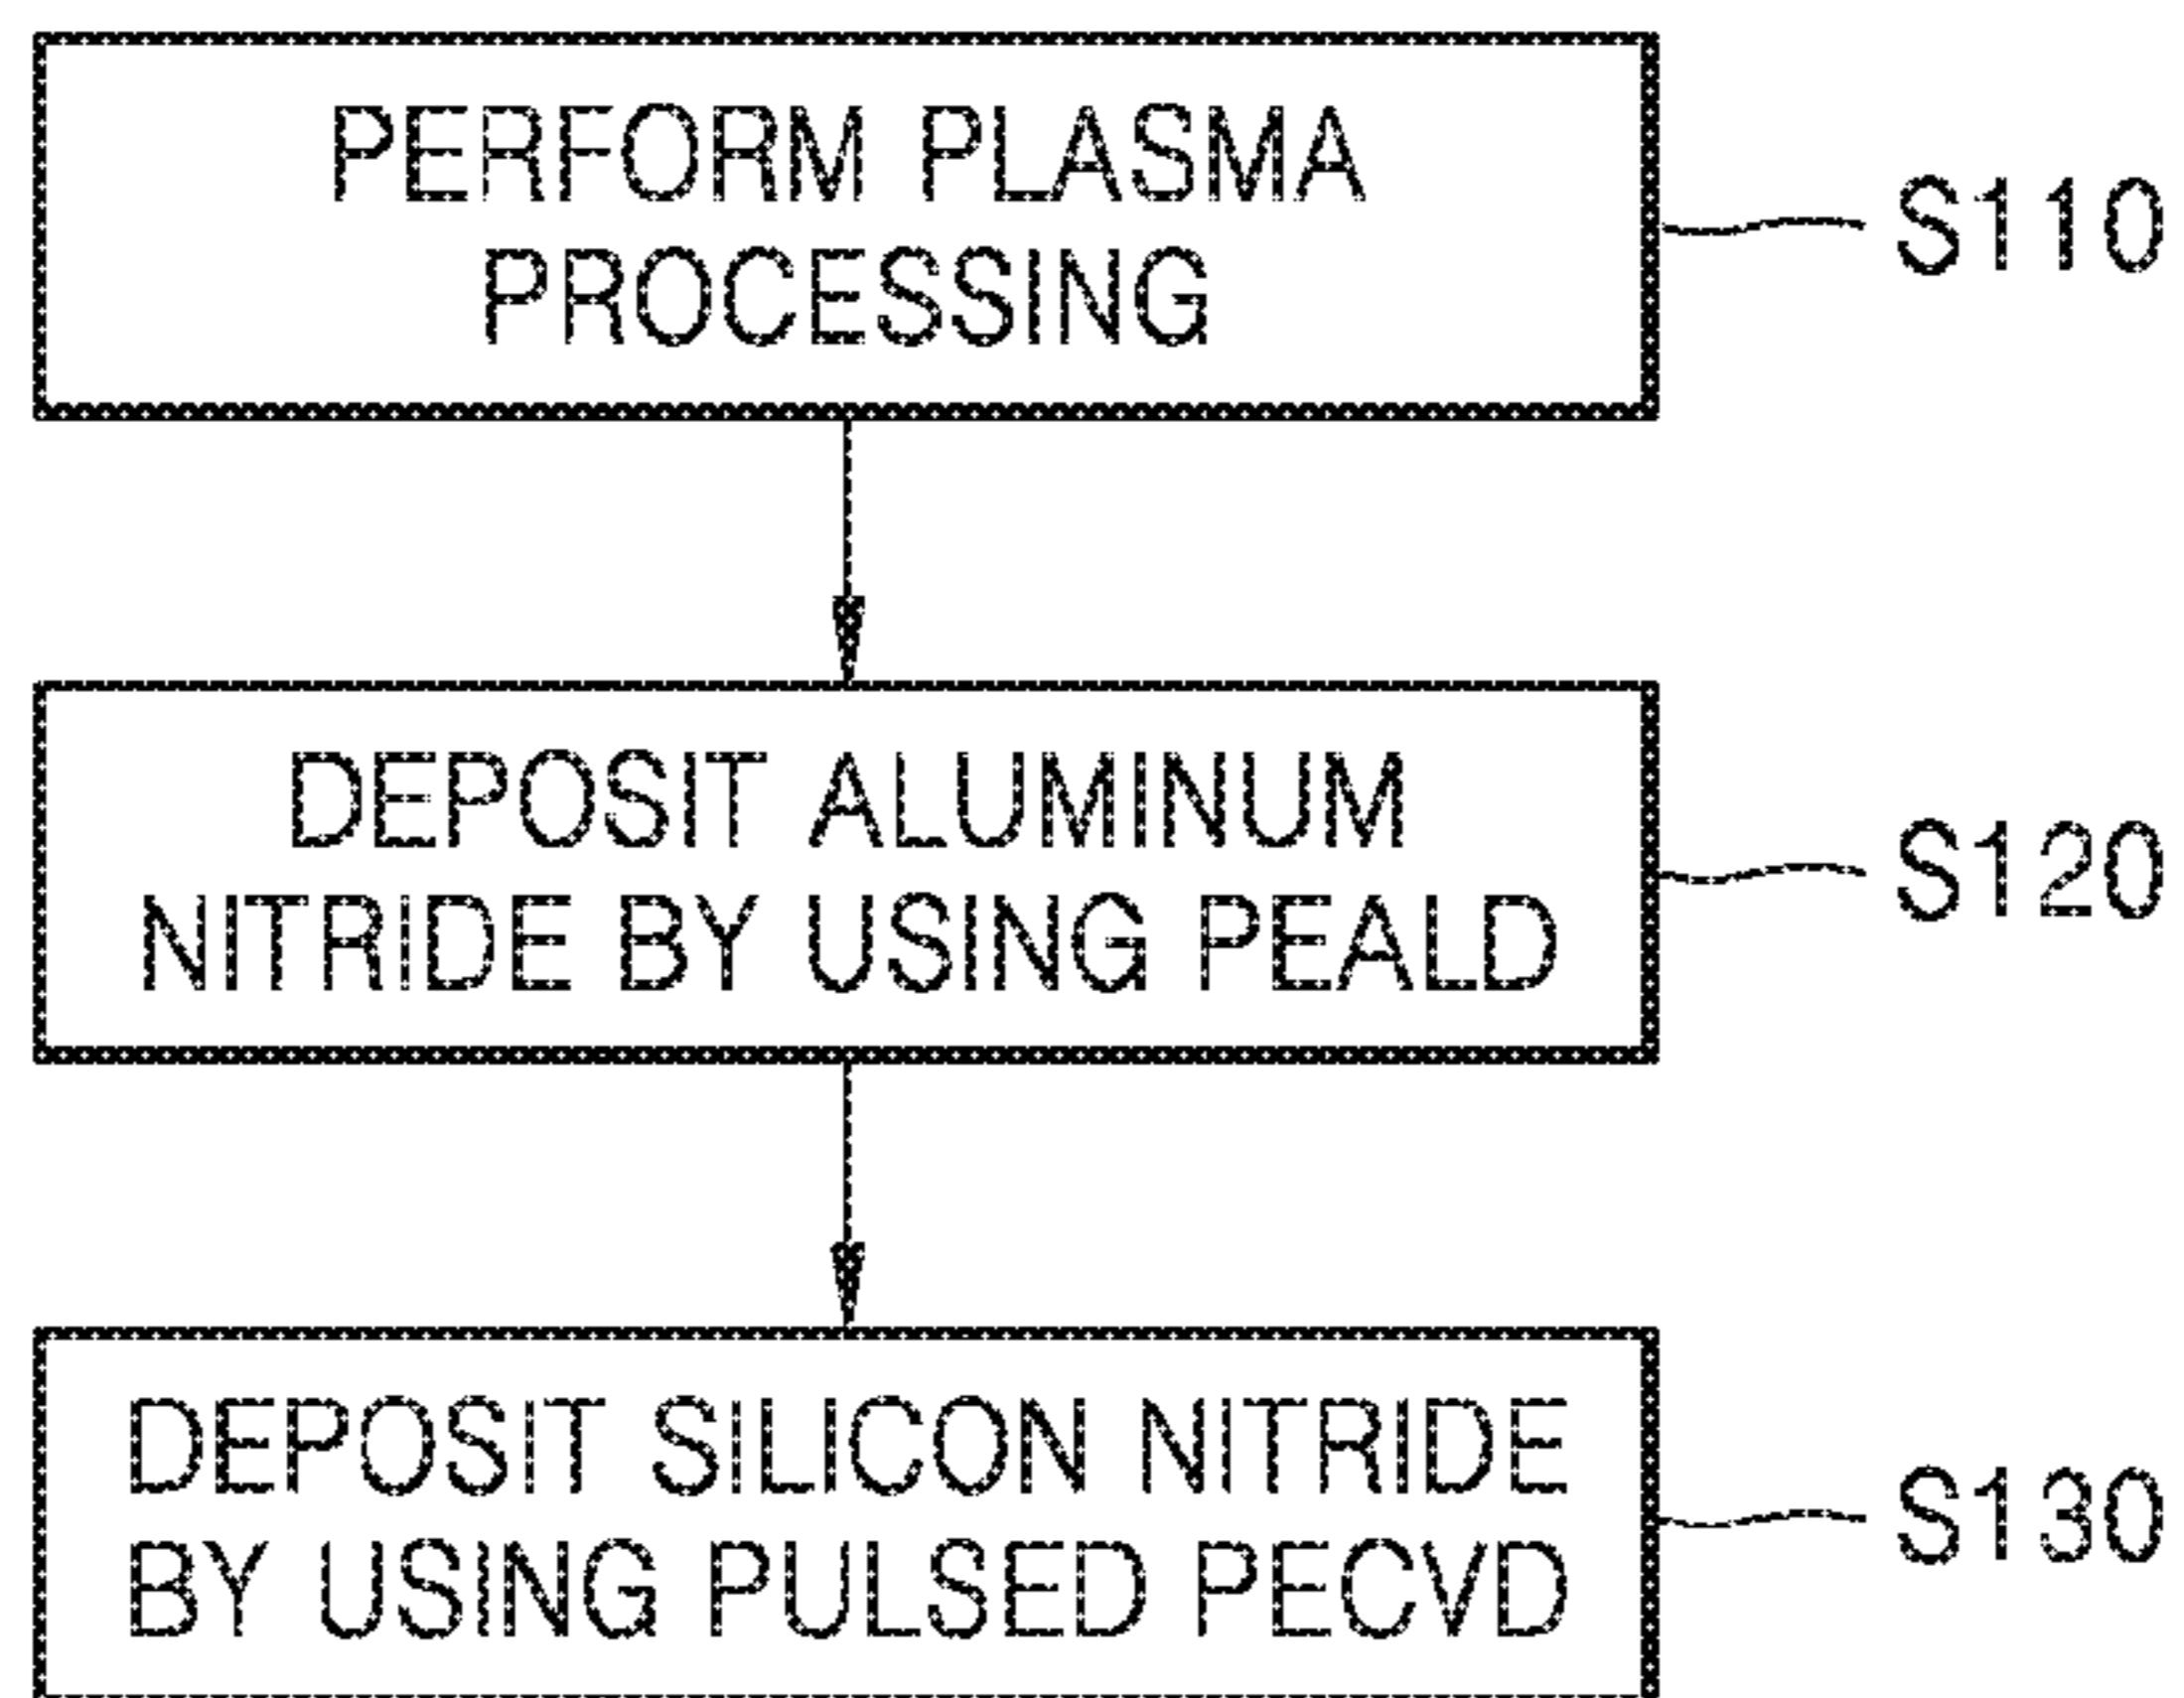 PERFORM PLASMA
PROCESSING
S110
DEPOSIT ALUMINUM
NITRIDE BY USING PEALD
S120
DEPOSIT SILICON NITRIDE
BY USING PULSED PECVD
S130